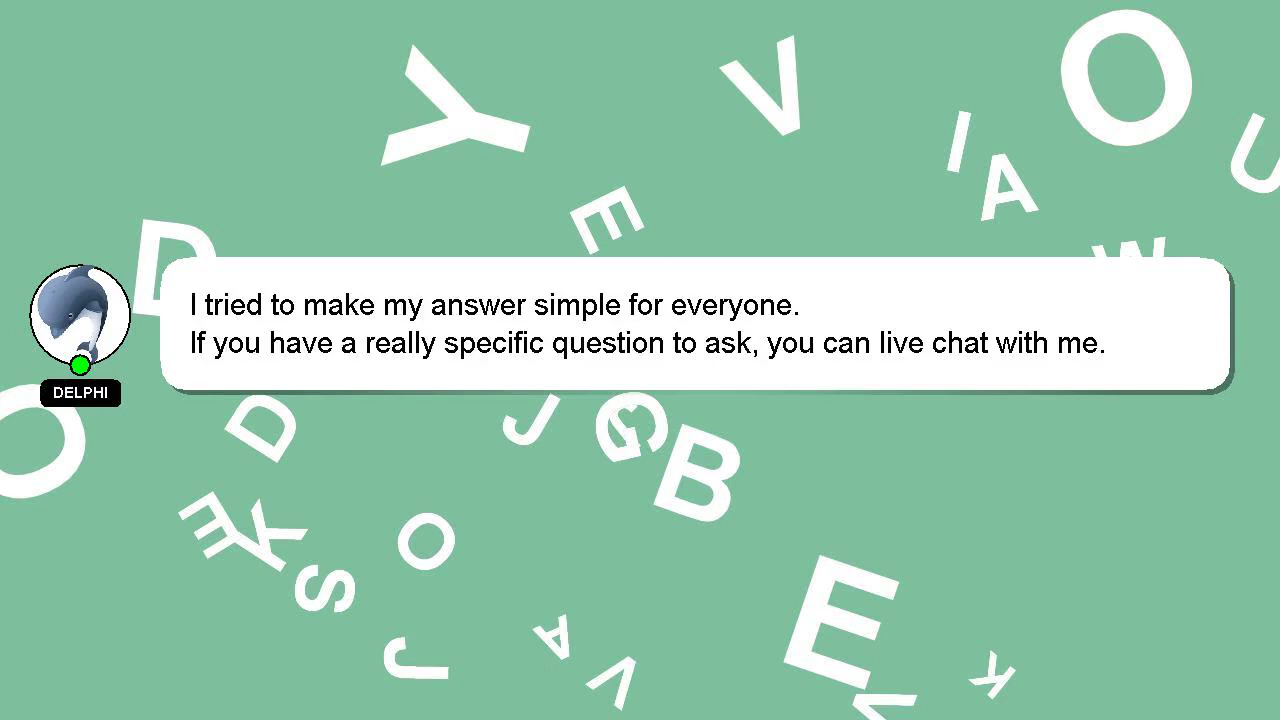 Y
V
O
I
A
U
E
D
W
I tried to make my answer simple for everyone.
If you have a really specific question to ask, you can live chat with me.
DELPHI
O
D
J
G
B
E
K
O
S
E
J
A
V
K
V